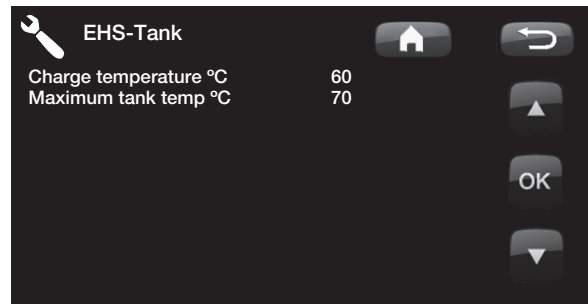 EHS-Tank
Charge temperature ºC 60
Maximum tank temp ºC 70
OK